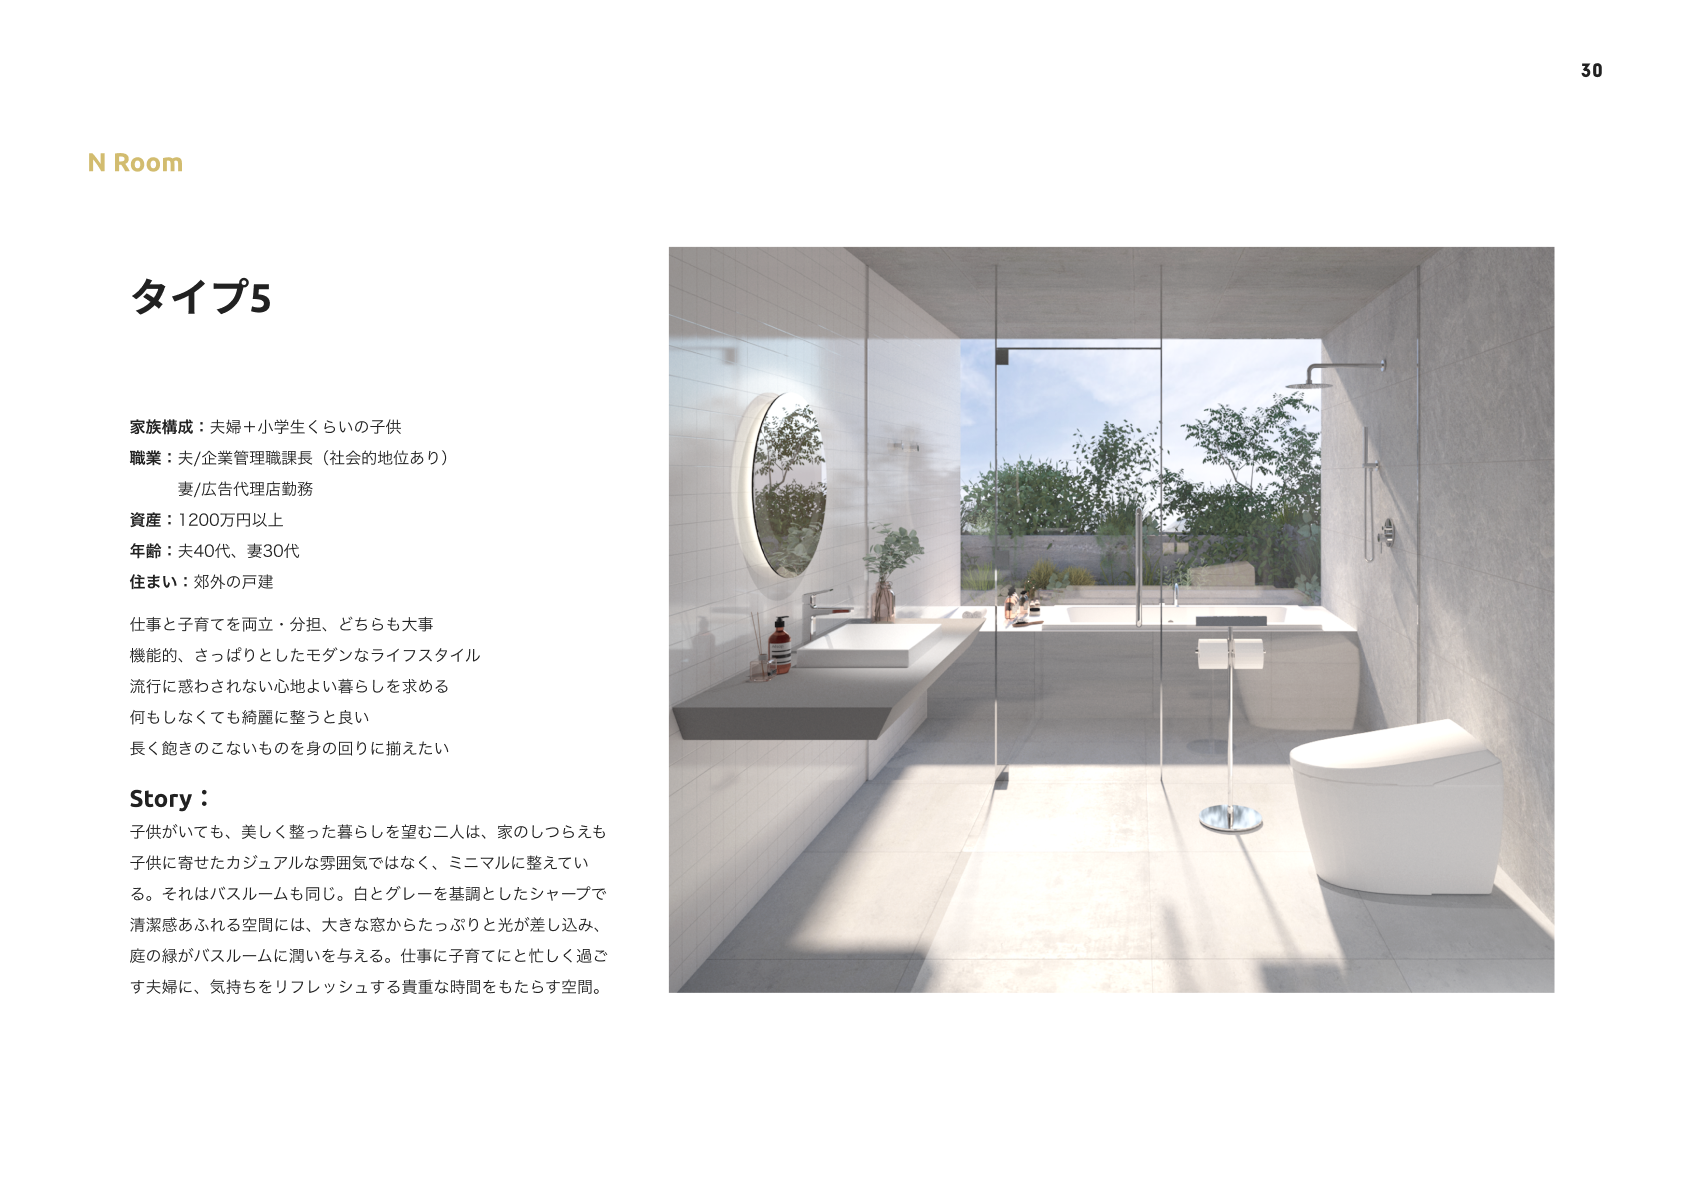 30
N Room
タイプ5
家族構成：夫婦＋小学生くらいの子供
職業：夫/企業管理職課長（社会的地位あり）
妻/広告代理店勤務
資産：1200万円以上
年齢：夫40代、妻30代
住まい：郊外の戸建
仕事と子育てを両立・分担、どちらも大事
機能的、さっぱりとしたモダンなライフスタイル
流行に惑わされない心地よい暮らしを求める
何もしなくても綺麗に整うと良い
長く飽きのこないものを身の回りに揃えたい
Story：
子供がいても、美しく整った暮らしを望む二人は、家のしつらえも
子供に寄せたカジュアルな雰囲気ではなく、ミニマルに整えてい
る。それはバスルームも同じ。白とグレーを基調としたシャープで
清潔感あふれる空間には、大きな窓からたっぷりと光が差し込み、
庭の緑がバスルームに潤いを与える。仕事に子育てにと忙しく過ご
す夫婦に、気持ちをリフレッシュする貴重な時間をもたらす空間。